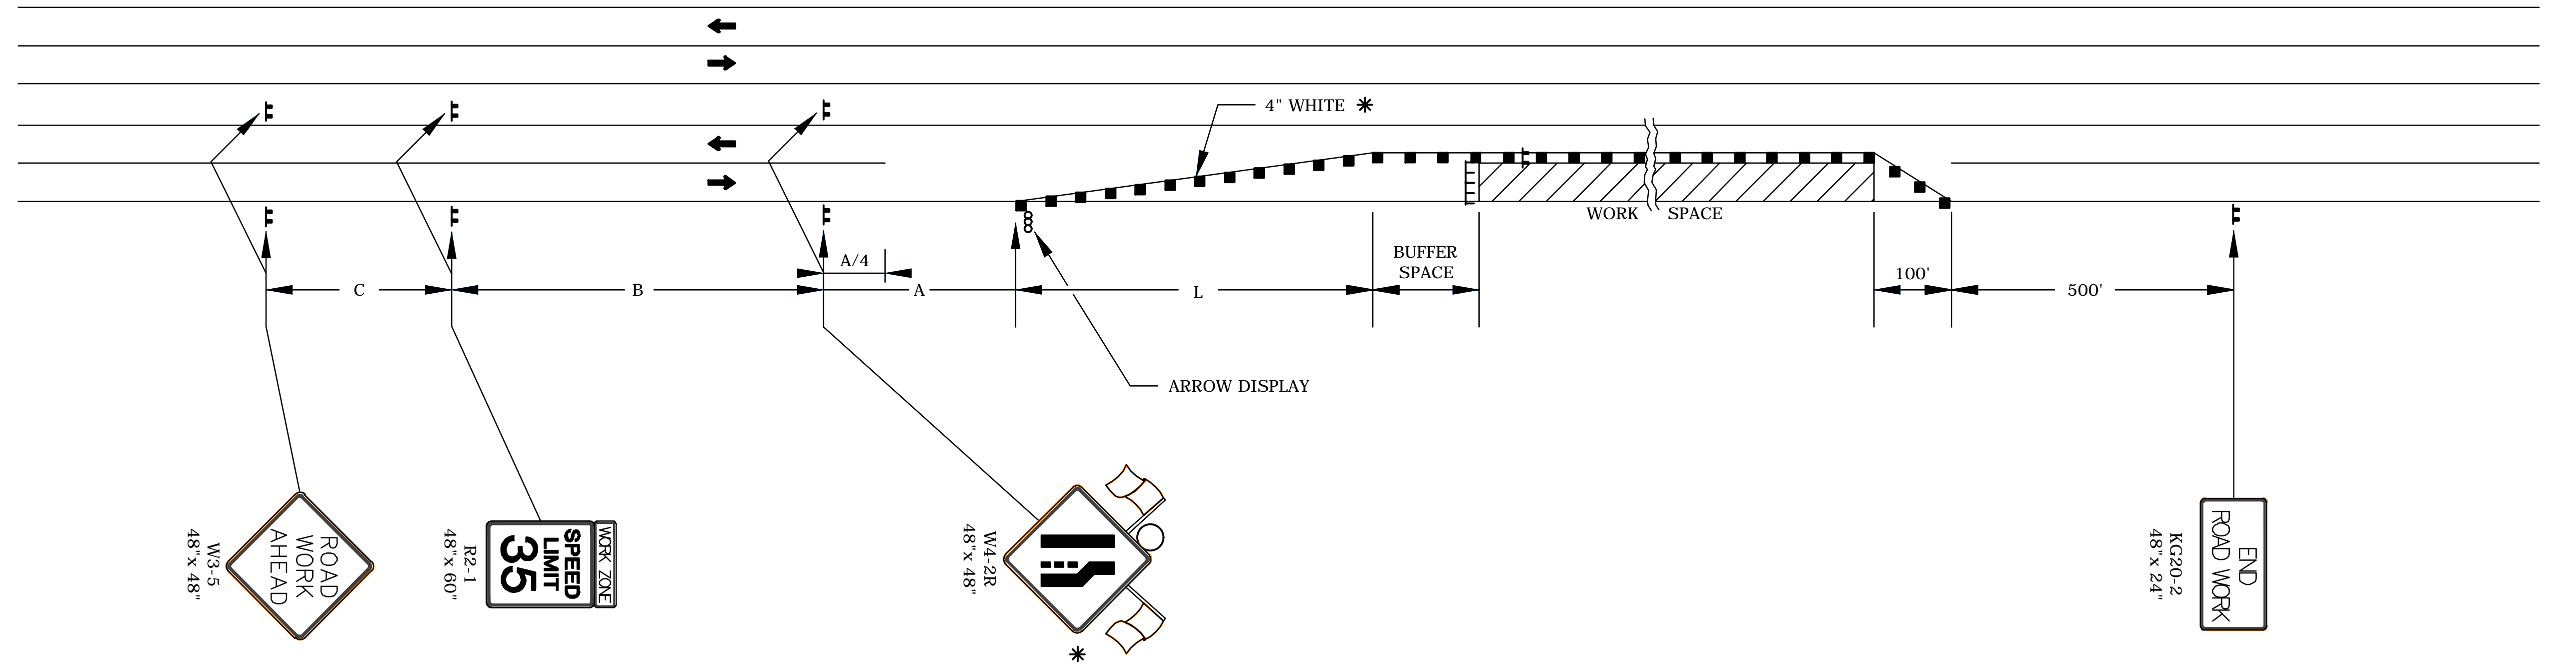 4" WHITE *
WORK SPACE
A/4
BUFFER
SPACE
100'
C
B
A
L
500'
ARROW DISPLAY
ROAD
WORK
AHEAD
W3-5
48"x 48"
WORK ZONE
SPEED
LIMIT
35
R2-1
48"x 60"
W4-2R
48"x 48"
*
END
ROAD WORK
KG20-2
48"x 24"